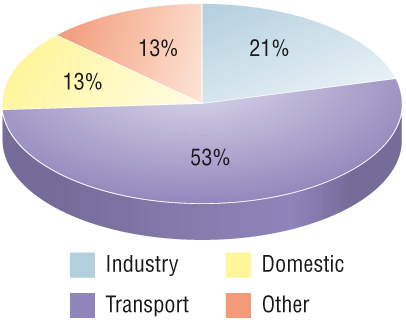 13% 21%
13%
53%
Industry Domestic
Transport Other